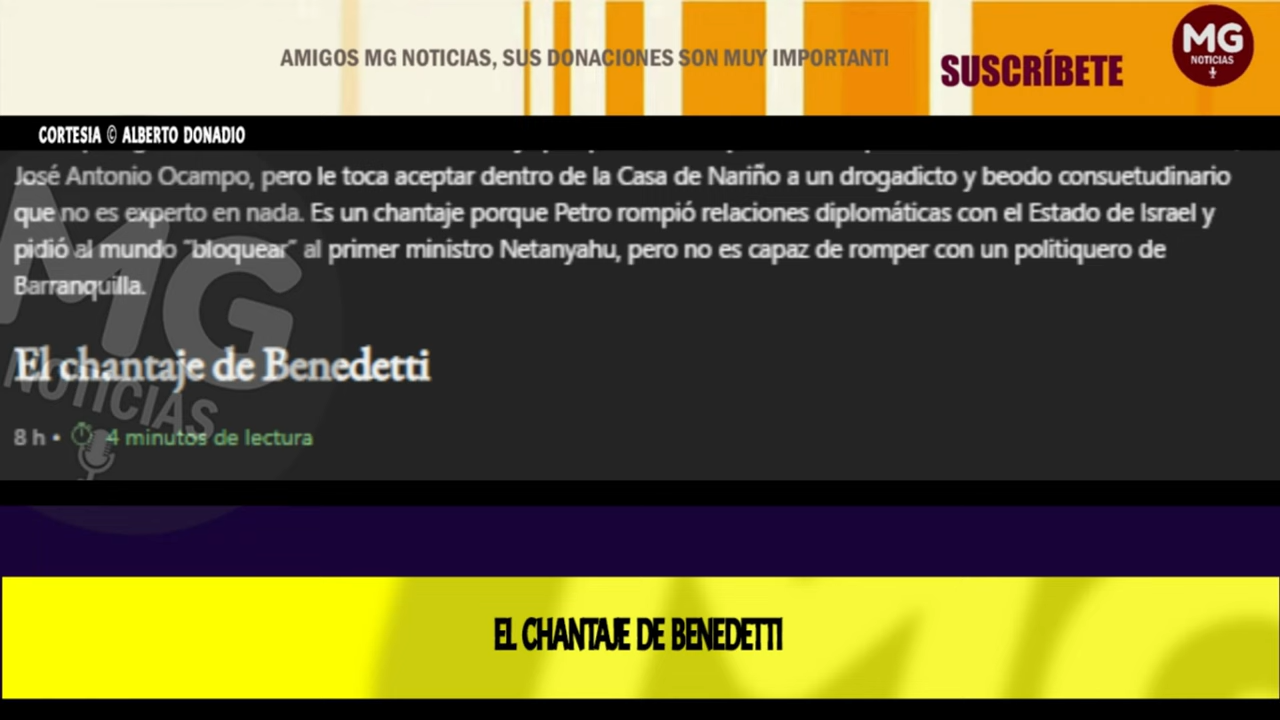 AMIGOS MG NOTICIAS, SUS DONACIONES SON MUY IMPORTANTI
SUSCRÍBETE
MG
NOTICIAS
CORTESIA © ALBERTO DONADIO
José Antonio Ocampo, pero le toca aceptar dentro de la Casa de Nariño a un drogadicto y beodo consuetudinario
que no es experto en nada. Es un chantaje porque Petro rompió relaciones diplomáticas con el Estado de Israel y
pidió al mundo "bloquear" al primer ministro Netanyahu, pero no es capaz de romper con un politiquero de
Barranquilla.
MG
NOTICIAS
El chantaje de Benedetti
8 h • 4 minutos de lectura
EL CHANTAJE DE BENEDETTI